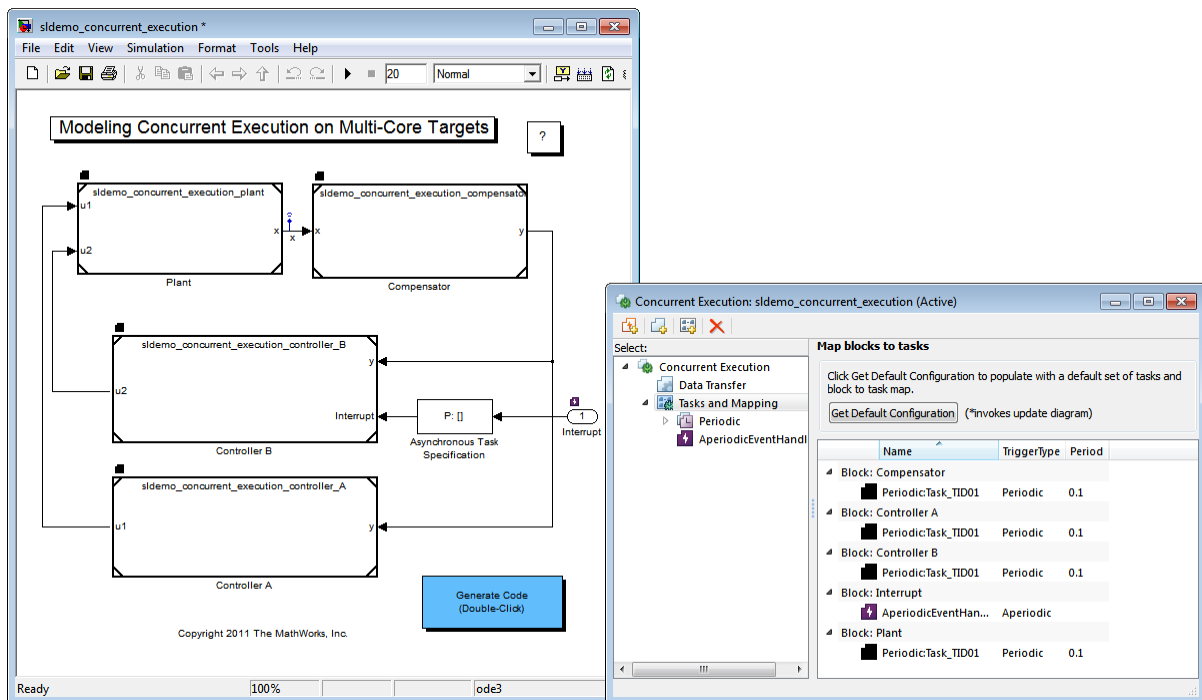 sldemo_concurrent_execution *
File Edit View Simulation Format Tools Help
20 Normal
Modeling Concurrent Execution on Multi-Core Targets
?
sldemo_concurrent_execution_plant
u1
u2
x
x
Plant
sldemo_concurrent_execution_compensator
x
y
Compensator
sldemo_concurrent_execution_controller_B
y
u2
Interrupt
Controller B
P: []
Asynchronous Task
Specification
1
Interrupt
sldemo_concurrent_execution_controller_A
u1
y
Controller A
Generate Code
(Double-Click)
Copyright 2011 The MathWorks, Inc.
Ready 100% ode3
Concurrent Execution: sldemo_concurrent_execution (Active)
Select:
Concurrent Execution
Data Transfer
Tasks and Mapping
Periodic
AperiodicEventHandl
Map blocks to tasks
Click Get Default Configuration to populate with a default set of tasks and
block to task map.
Get Default Configuration (*invokes update diagram)
Name TriggerType Period
Block: Compensator
Periodic:Task_TID01 Periodic 0.1
Block: Controller A
Periodic:Task_TID01 Periodic 0.1
Block: Controller B
Periodic:Task_TID01 Periodic 0.1
Block: Interrupt
AperiodicEventHan... Aperiodic
Block: Plant
Periodic:Task_TID01 Periodic 0.1